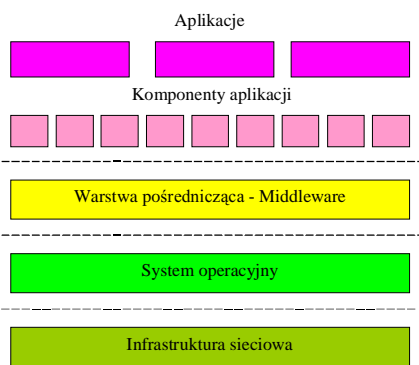 Aplikacje
Komponenty aplikacji
Warstwa pośrednicząca - Middleware
System operacyjny
Infrastruktura sieciowa